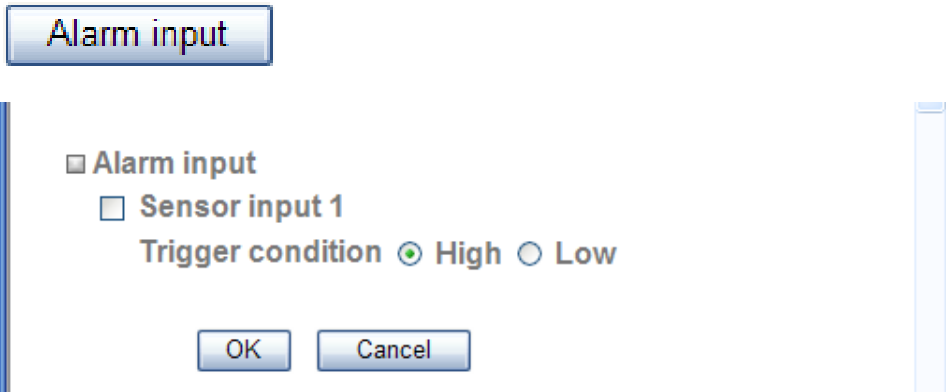 Alarm input
Alarm input
Sensor input 1
Trigger condition High Low
OK Cancel